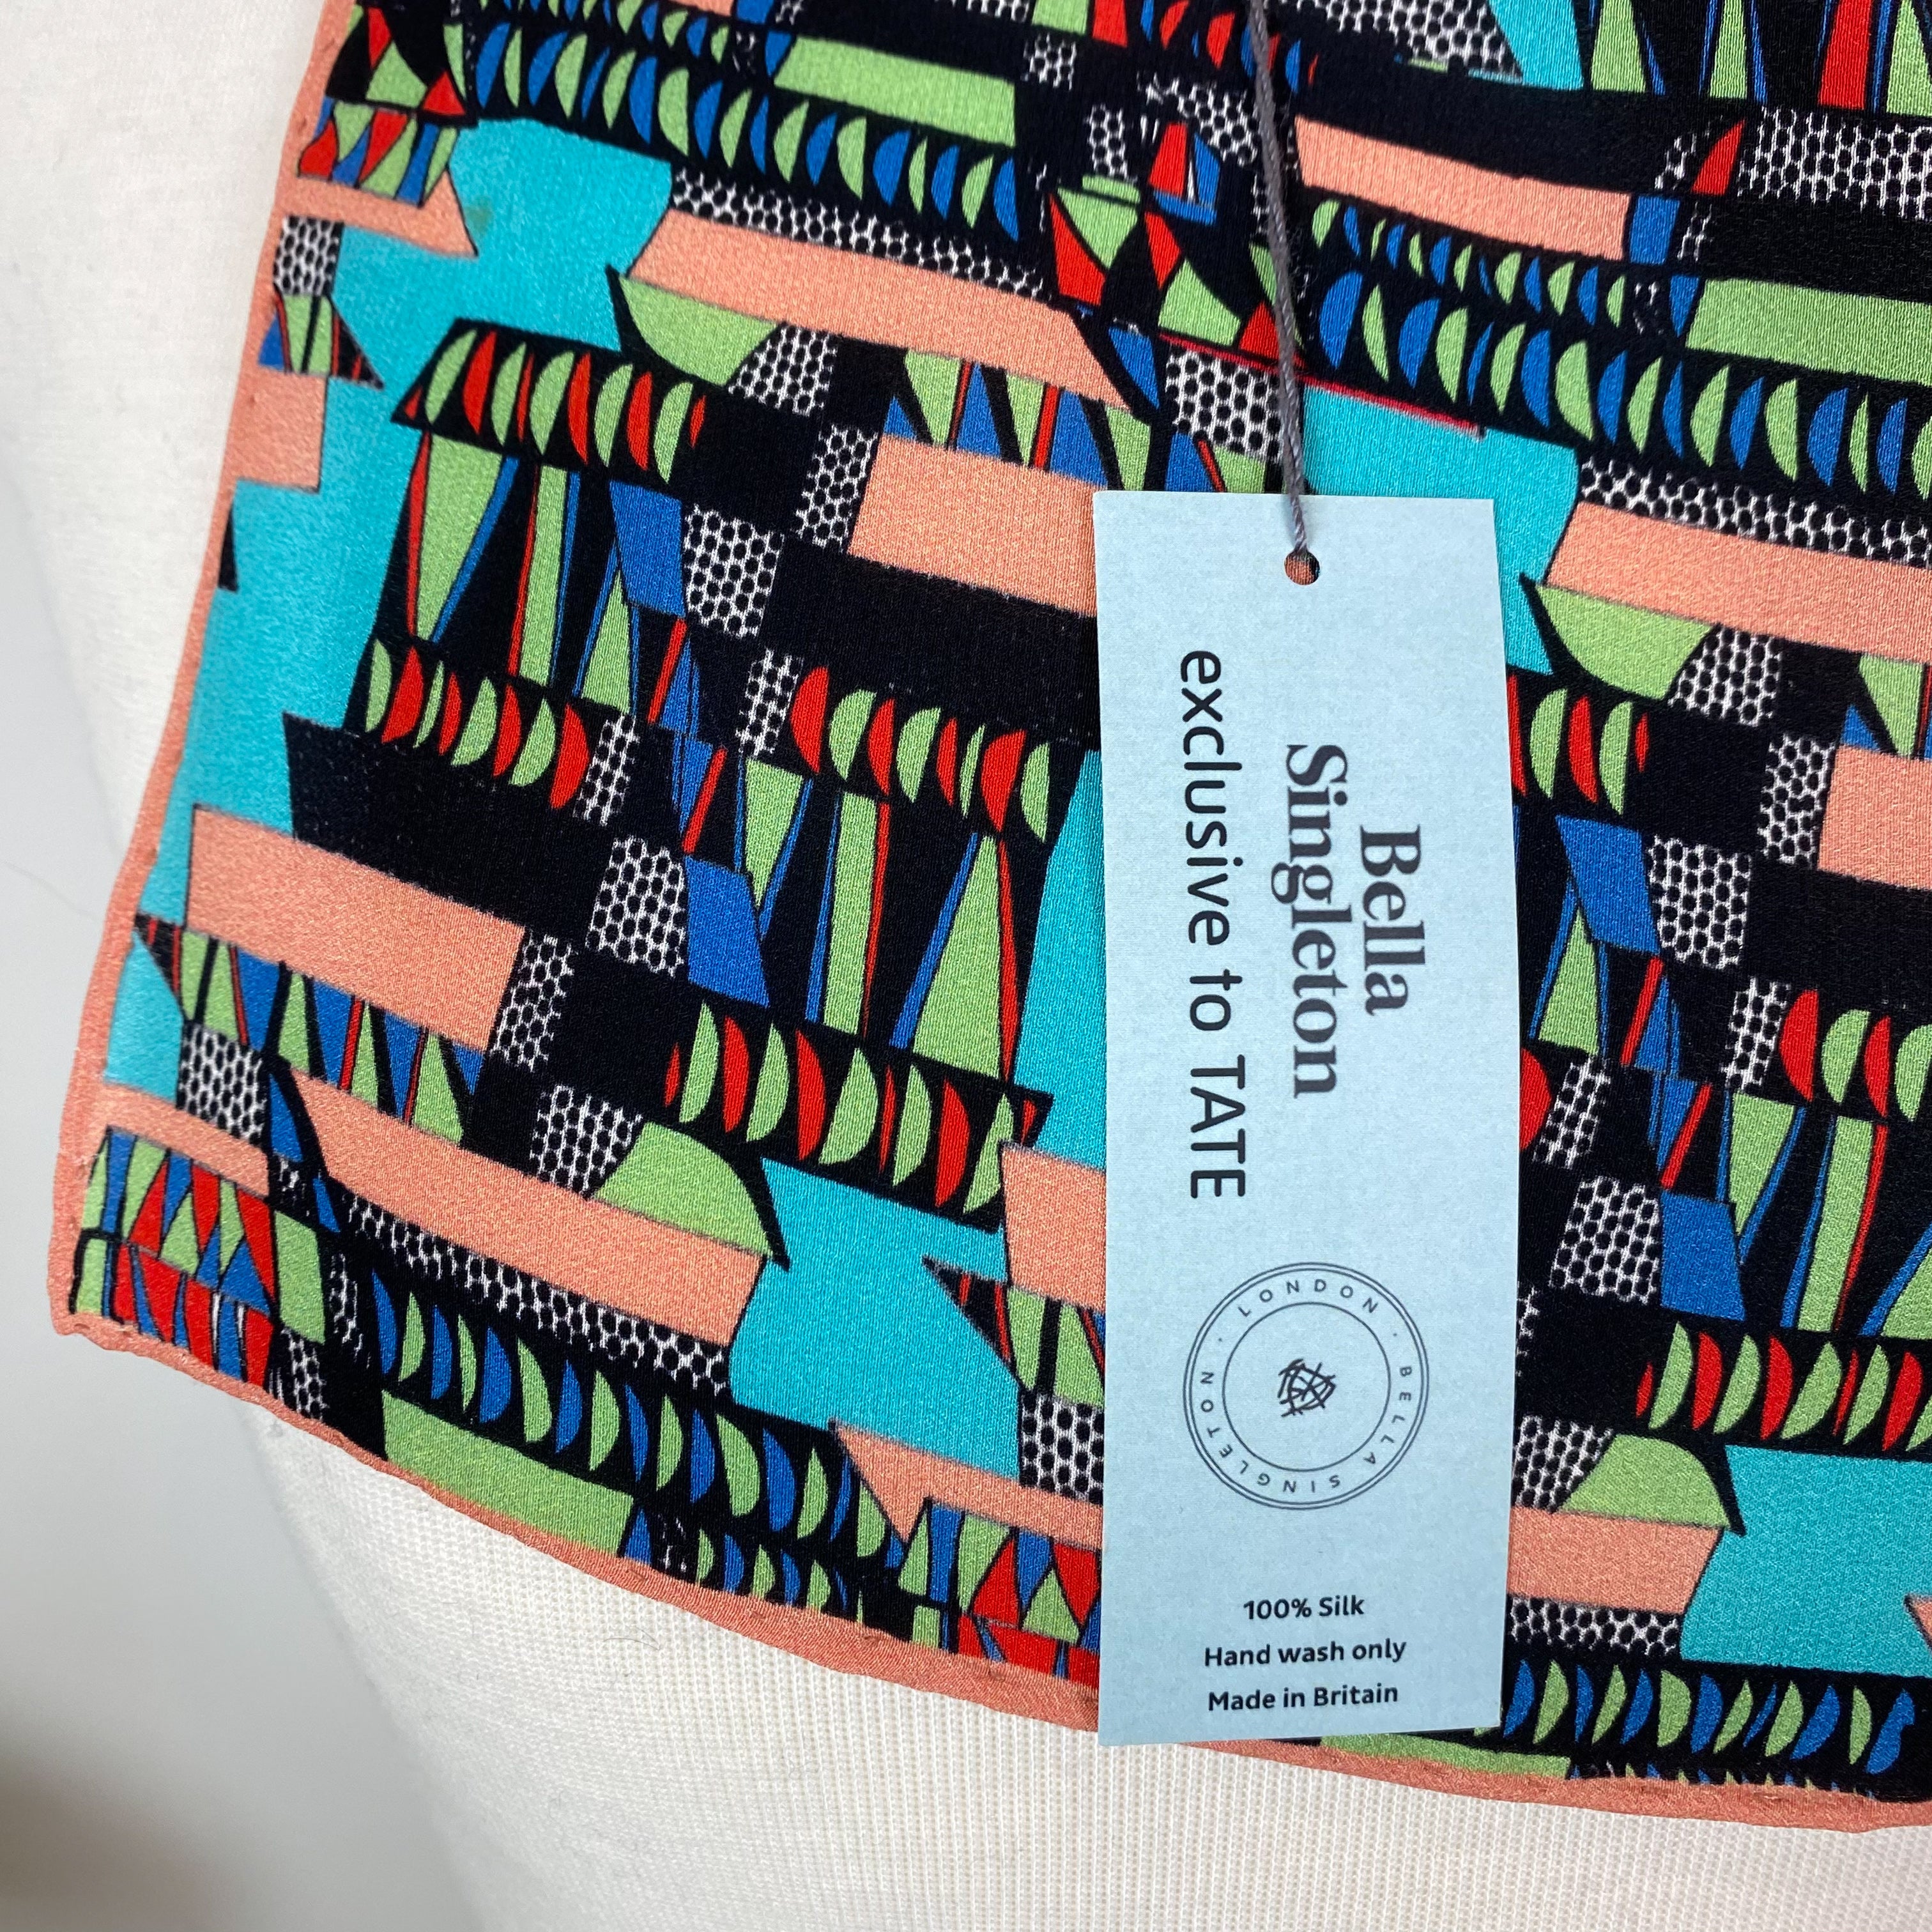 Bella
Singleton
exclusive to TATE
LONDON · BELLA SINGLETON ·
100% Silk
Hand wash only
Made in Britain